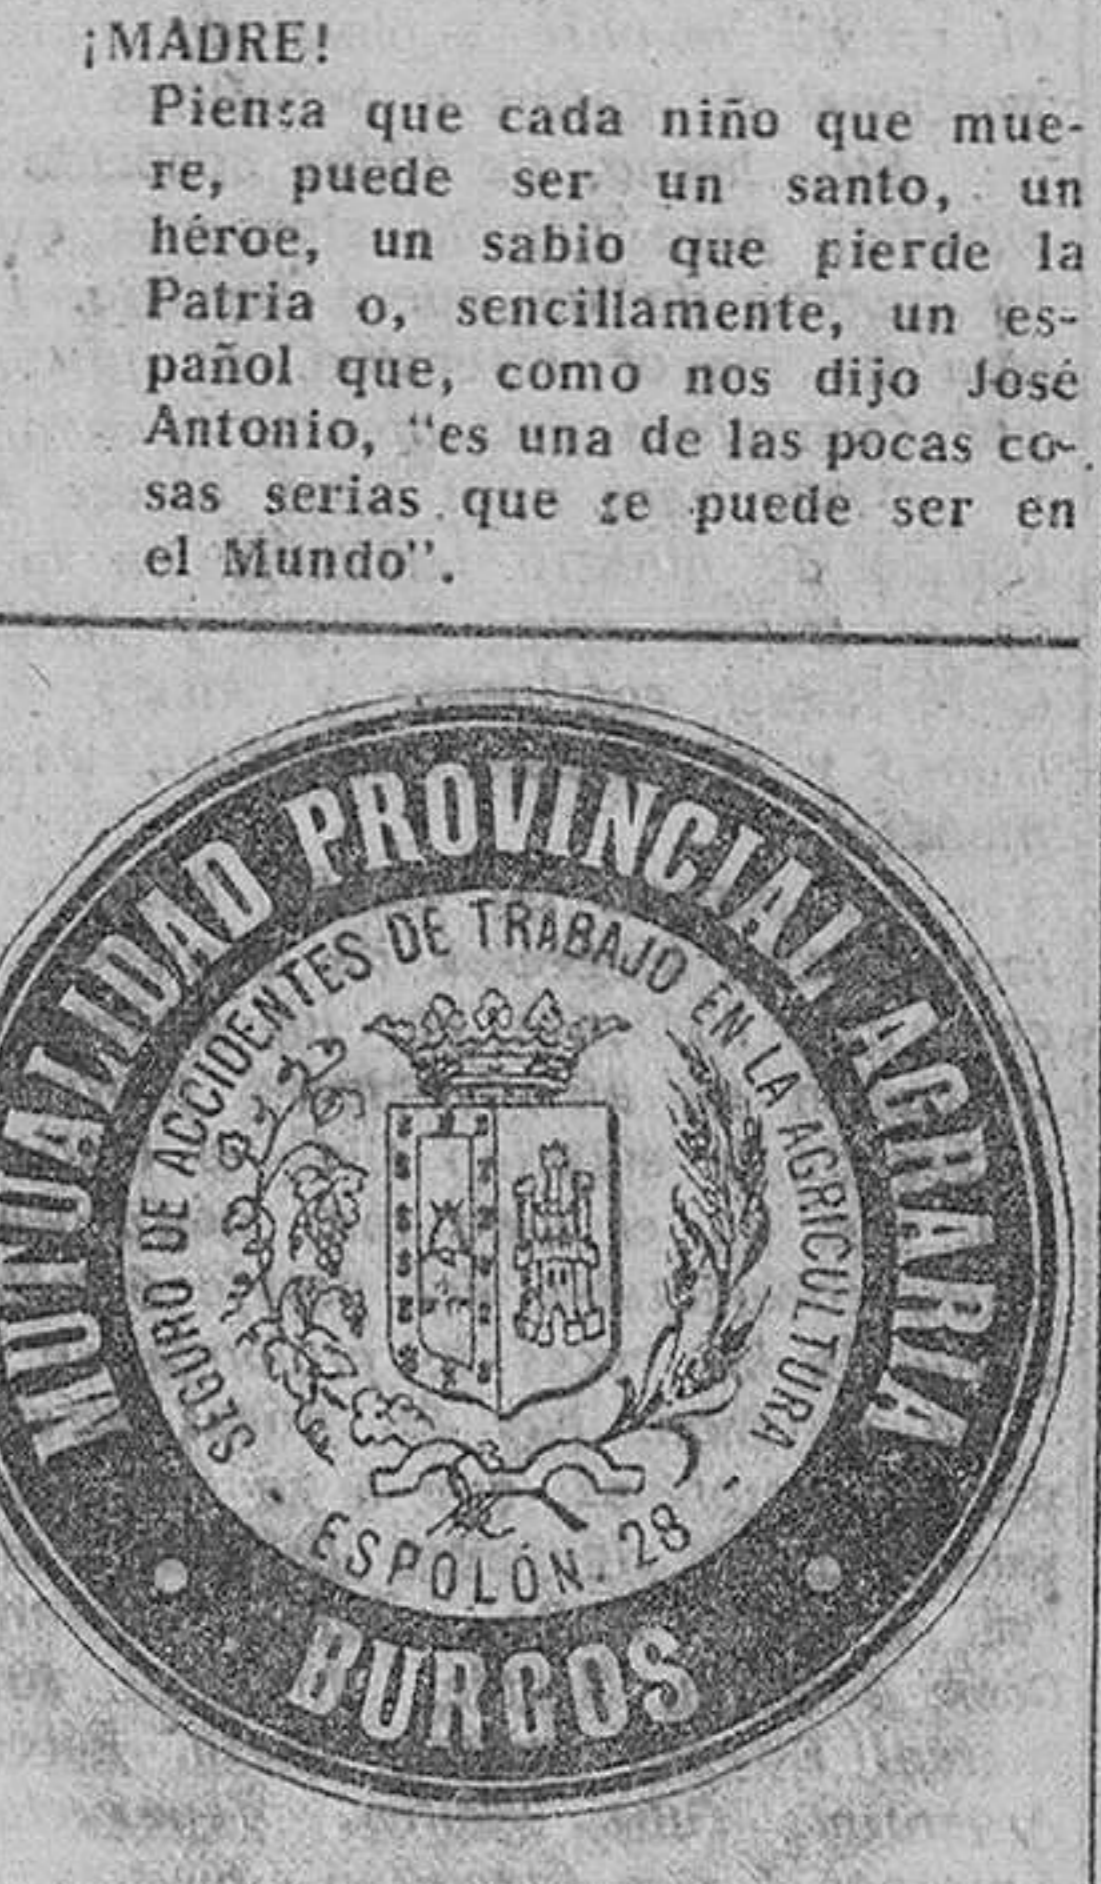 ¡MADRE!
Piensa que cada niño que mue-
re, puede ser un santo, un
héroe, un sabio que pierde la
Patria o, sencillamente, un es-
pañol que, como nos dijo José
Antonio, “es una de las pocas co-
sas serias que se puede ser en
el Mundo”.
MUTUALIDAD PROVINCIAL AGRARIA
SEGURO DE ACCIDENTES DE TRABAJO EN LA AGRICULTURA
ESPOLÓN. 28
BURGOS